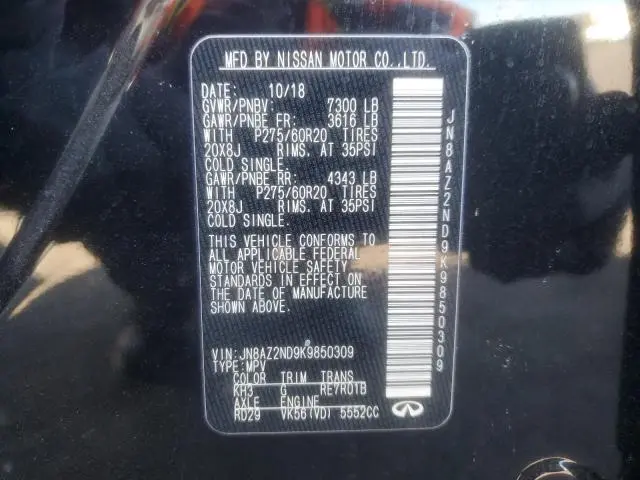 MFD BY NISSAN MOTOR CO.,LTD.
DATE: 10/18
GVWR/PNBV: 7300 LB
GAWR/PNBE FR: 3616 LB
WITH P275/60R20 TIRES
20X8J RIMS. AT 35PSI
COLD SINGLE.
GAWR/PNBE RR: 4343 LB
WITH P275/60R20 TIRES
20X8J RIMS. AT 35PSI
COLD SINGLE.
THIS VEHICLE CONFORMS TO
ALL APPLICABLE FEDERAL
MOTOR VEHICLE SAFETY
STANDARDS IN EFFECT ON
THE DATE OF MANUFACTURE
SHOWN ABOVE.
VIN:JN8AZ2ND9K9850309
TYPE:MPV
COLOR TRIM TRANS
KH3 G RE7R01B
AXLE ENGINE
RD29 VK56(VD) 5552CC
JN8AZ2ND9K9850309